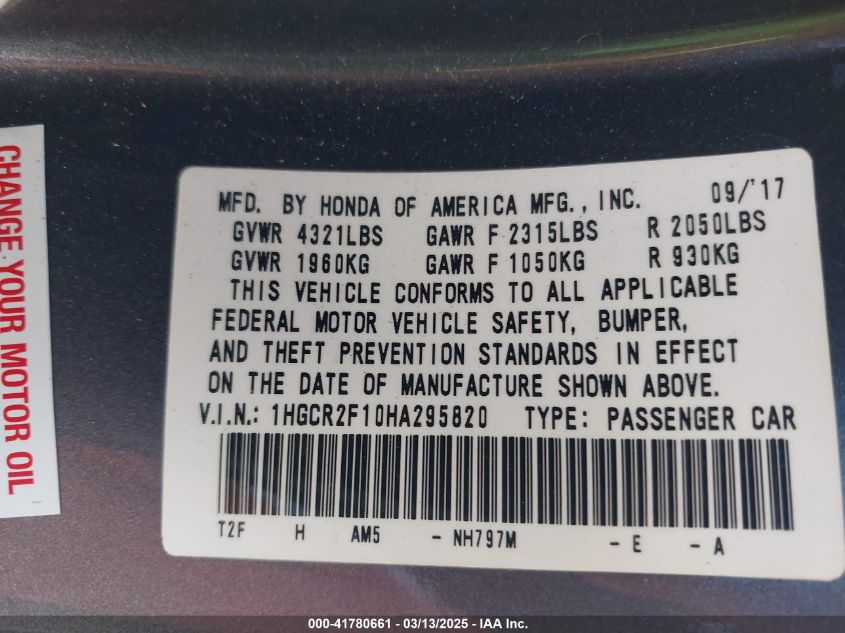 CHANGE YOUR MOTOR OIL
MFD. BY HONDA OF AMERICA MFG., INC. 09/'17
GVWR 4321LBS GAWR F 2315LBS R 2050LBS
GVWR 1960KG GAWR F 1050KG R 930KG
THIS VEHICLE CONFORMS TO ALL APPLICABLE
FEDERAL MOTOR VEHICLE SAFETY, BUMPER,
AND THEFT PREVENTION STANDARDS IN EFFECT
ON THE DATE OF MANUFACTURE SHOWN ABOVE.
V.I.N.: 1HGCR2F10HA295820 TYPE: PASSENGER CAR
T2F H AM5 - NH797M - E - A
000-41780661 / 03/13/2025 - IAA Inc.